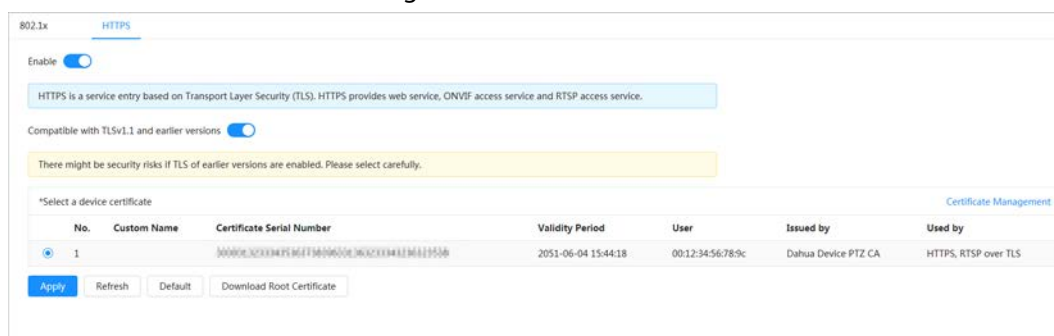 802.1x HTTPS
Enable
HTTPS is a service entry based on Transport Layer Security (TLS). HTTPS provides web service, ONVIF access service and RTSP access service.
Compatible with TLSv1.1 and earlier versions
There might be security risks if TLS of earlier versions are enabled. Please select carefully.
*Select a device certificate Certificate Management
No. Custom Name Certificate Serial Number Validity Period User Issued by Used by
1 2051-06-04 15:44:18 00:12:34:56:78:9c Dahua Device PTZ CA HTTPS, RTSP over TLS
Apply Refresh Default Download Root Certificate